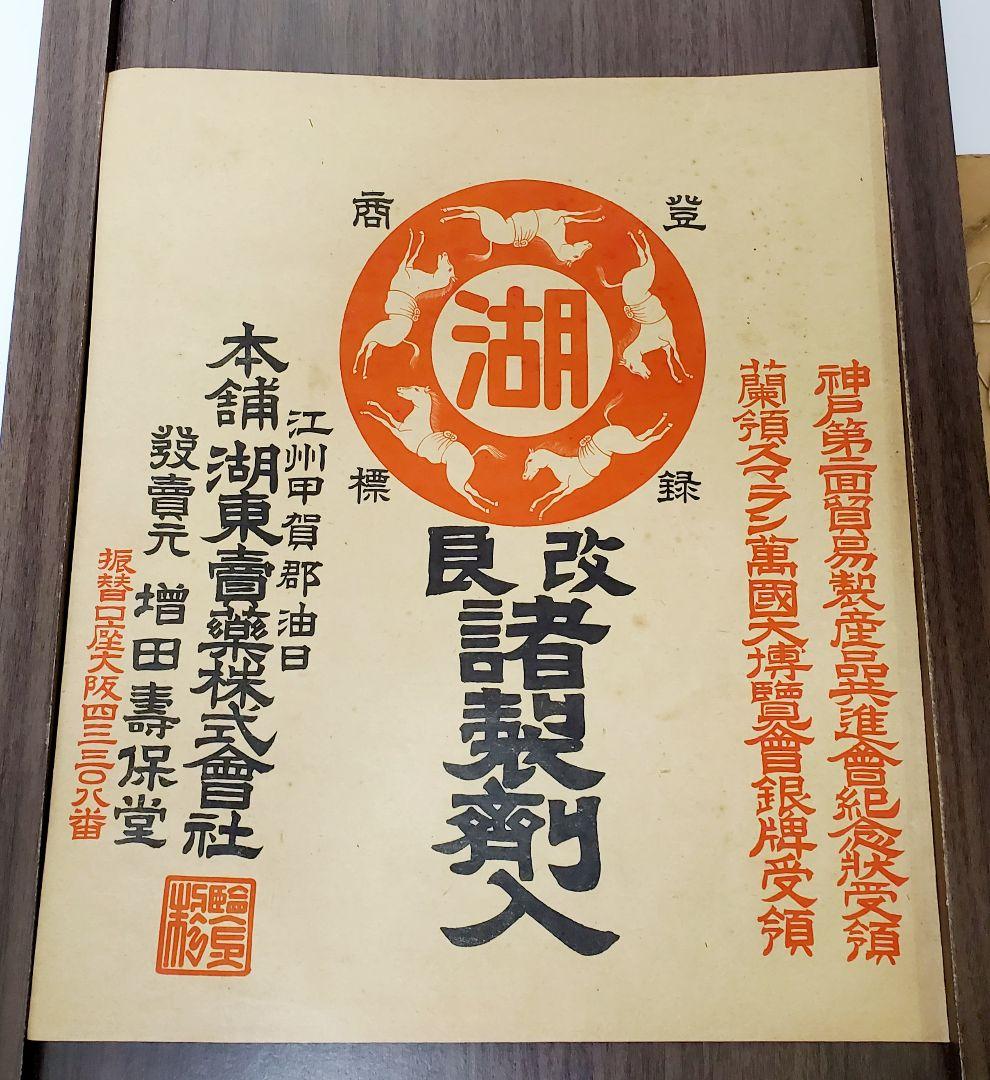 神戸第二回貿易製産品共進會紀念狀受領
蘭領スマラン萬國大博覽會銀牌受領
登録
商標
湖
改良
諸製劑入
江州甲賀郡油日
本舖 湖東賣藥株式會社
發賣元 増田壽保堂
振替口座大阪四三三〇八番